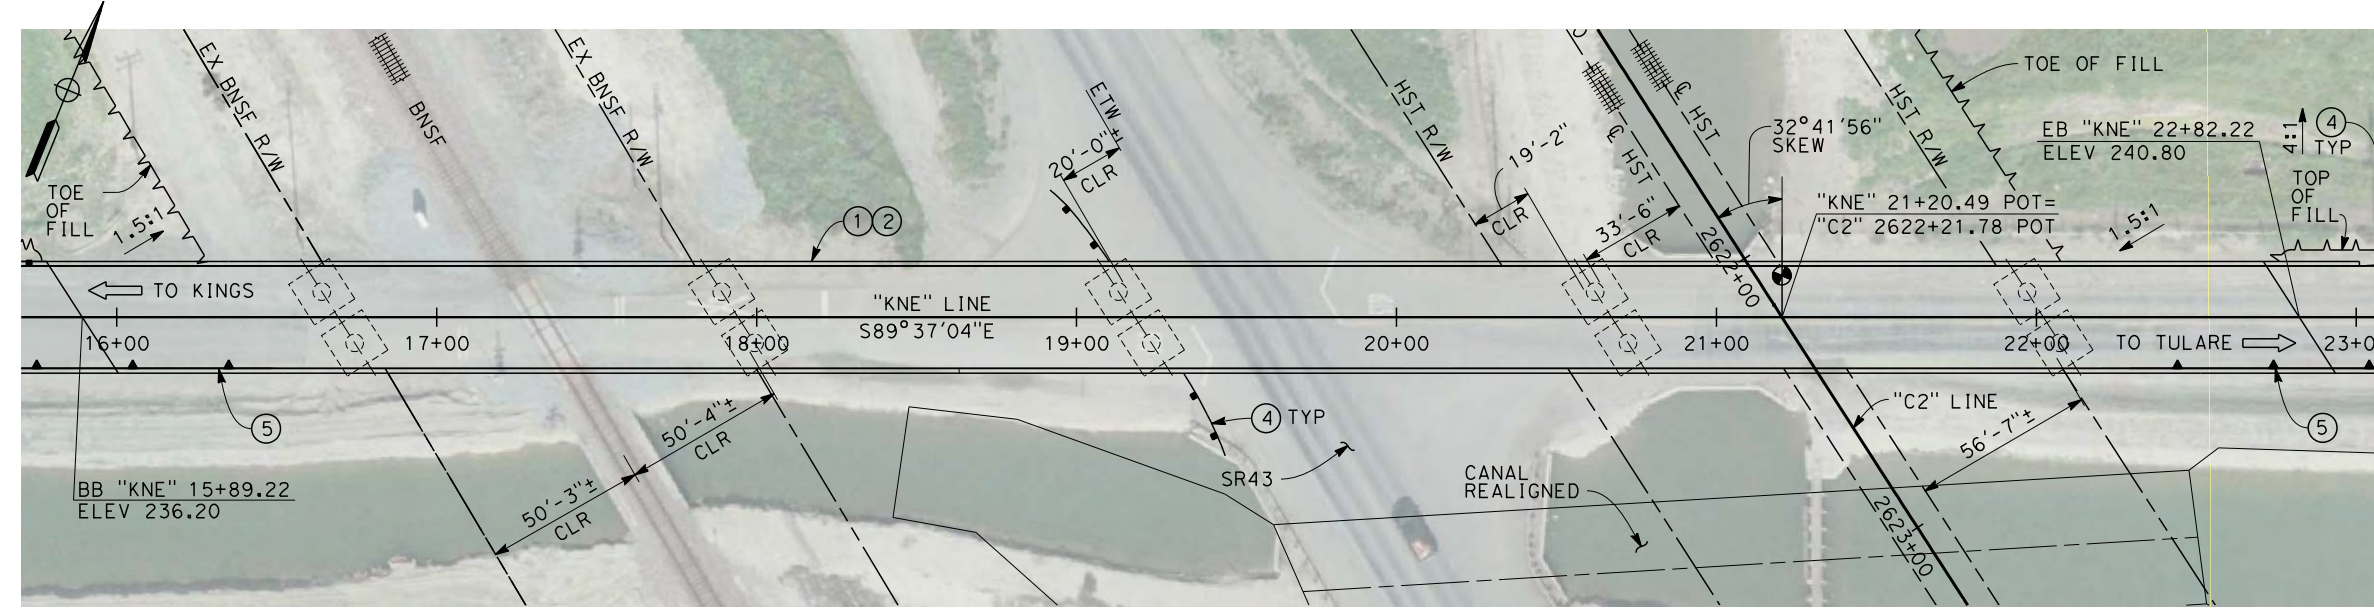 EX BNSF R/W
BNSF
EX BNSF R/W
ETW ±
20'-0"
CLR
HST R/W
19'-2"
CLR
33'-6"
CLR
℄ HST
℄ HST
32°41'56"
SKEW
HST R/W
TOE OF FILL
EB "KNE" 22+82.22
ELEV 240.80
4:1
4
TYP
TOP
OF
FILL
1.5:1
"KNE" 21+20.49 POT=
"C2" 2622+21.78 POT
TOE
OF
FILL
1.5:1
1 2
2622+00
TO KINGS
"KNE" LINE
S89°37'04"E
16+00
17+00
18+00
19+00
20+00
21+00
22+00
TO TULARE
23+0
5
50'-4"±
CLR
4 TYP
"C2" LINE
56'-7"±
5
BB "KNE" 15+89.22
ELEV 236.20
50'-3"±
CLR
SR43
CANAL
REALIGNED
2623+00